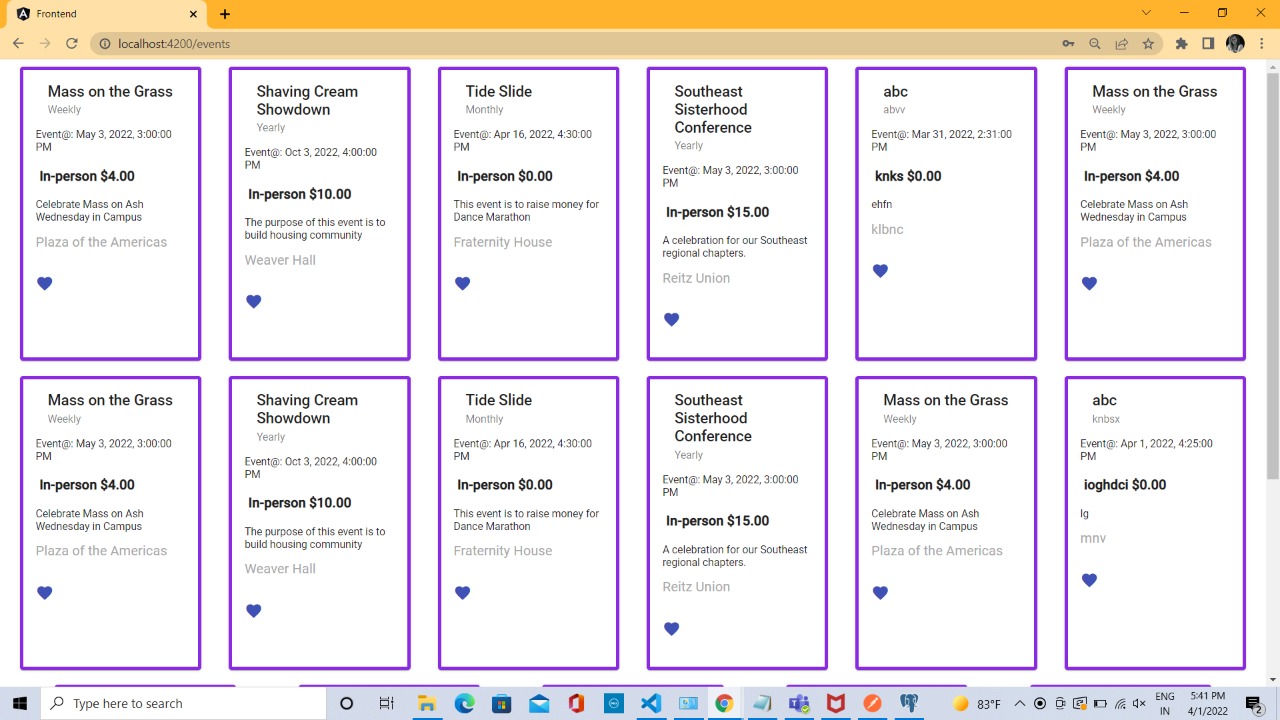 Frontend
localhost:4200/events
Mass on the Grass
Weekly
Event@: May 3, 2022, 3:00:00
PM
In-person $4.00
Celebrate Mass on Ash
Wednesday in Campus
Plaza of the Americas
Shaving Cream
Showdown
Yearly
Event@: Oct 3, 2022, 4:00:00
PM
In-person $10.00
The purpose of this event is to
build housing community
Weaver Hall
Tide Slide
Monthly
Event@: Apr 16, 2022, 4:30:00
PM
In-person $0.00
This event is to raise money for
Dance Marathon
Fraternity House
Southeast
Sisterhood
Conference
Yearly
Event@: May 3, 2022, 3:00:00
PM
In-person $15.00
A celebration for our Southeast
regional chapters.
Reitz Union
abc
abvv
Event@: Mar 31, 2022, 2:31:00
PM
knks $0.00
ehfn
klbnc
Mass on the Grass
Weekly
Event@: May 3, 2022, 3:00:00
PM
In-person $4.00
Celebrate Mass on Ash
Wednesday in Campus
Plaza of the Americas
Mass on the Grass
Weekly
Event@: May 3, 2022, 3:00:00
PM
In-person $4.00
Celebrate Mass on Ash
Wednesday in Campus
Plaza of the Americas
Shaving Cream
Showdown
Yearly
Event@: Oct 3, 2022, 4:00:00
PM
In-person $10.00
The purpose of this event is to
build housing community
Weaver Hall
Tide Slide
Monthly
Event@: Apr 16, 2022, 4:30:00
PM
In-person $0.00
This event is to raise money for
Dance Marathon
Fraternity House
Southeast
Sisterhood
Conference
Yearly
Event@: May 3, 2022, 3:00:00
PM
In-person $15.00
A celebration for our Southeast
regional chapters.
Reitz Union
Mass on the Grass
Weekly
Event@: May 3, 2022, 3:00:00
PM
In-person $4.00
Celebrate Mass on Ash
Wednesday in Campus
Plaza of the Americas
abc
knbsx
Event@: Apr 1, 2022, 4:25:00
PM
ioghdci $0.00
lg
mnv
Type here to search
83°F
ENG
IN
5:41 PM
4/1/2022
2